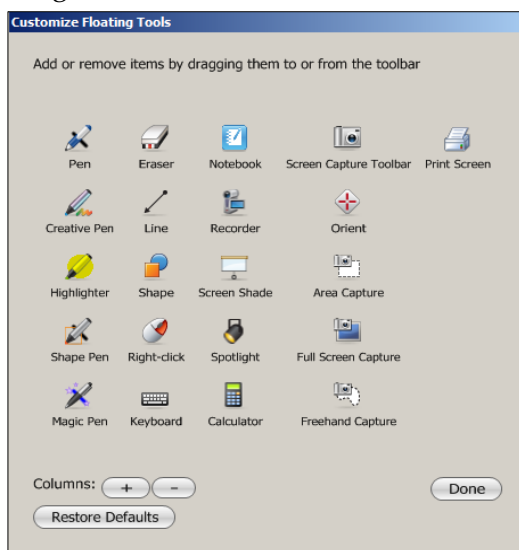 Customize Floating Tools
Add or remove items by dragging them to or from the toolbar
Pen Eraser Notebook Screen Capture Toolbar Print Screen
Creative Pen Line Recorder Orient
Highlighter Shape Screen Shade Area Capture
Shape Pen Right-click Spotlight Full Screen Capture
Magic Pen Keyboard Calculator Freehand Capture
Columns: + -
Done
Restore Defaults